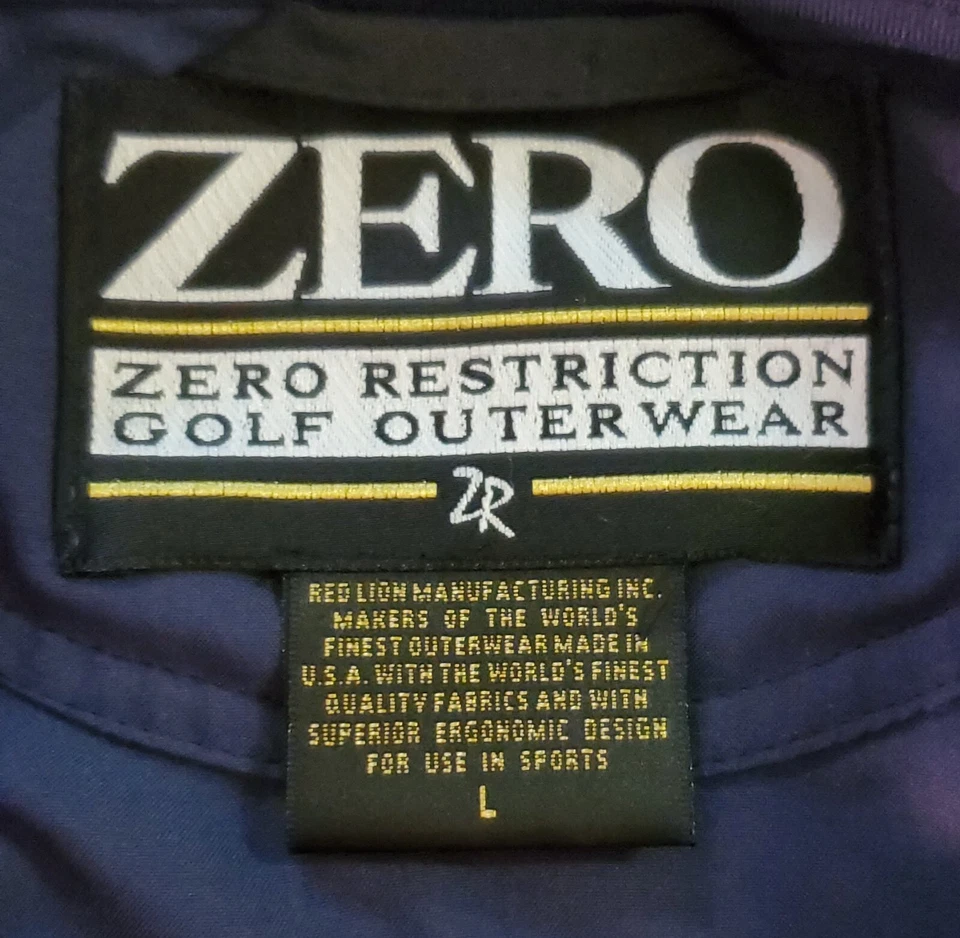 ZERO
ZERO RESTRICTION
GOLF OUTERWEAR
ZR
RED LION MANUFACTURING INC.
MAKERS OF THE WORLD'S
FINEST OUTERWEAR MADE IN
U.S.A. WITH THE WORLD'S FINEST
QUALITY FABRICS AND WITH
SUPERIOR ERGONOMIC DESIGN
FOR USE IN SPORTS
L